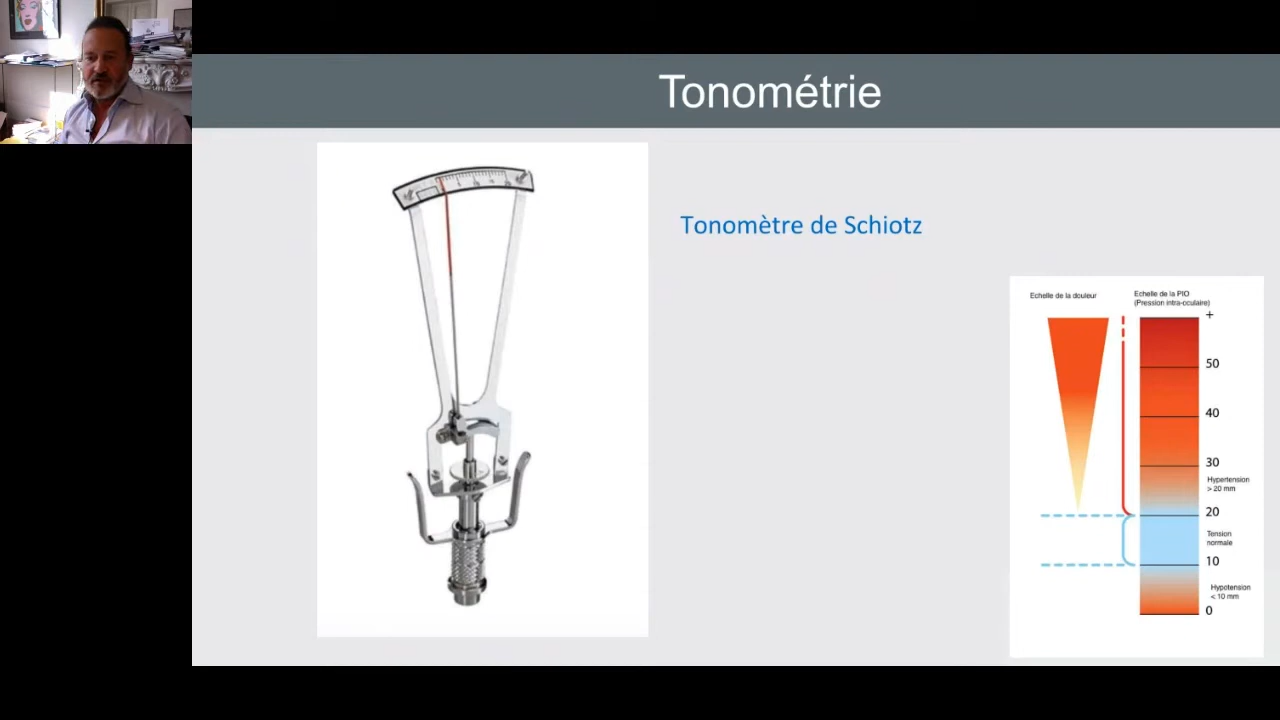 Tonométrie
Tonomètre de Schiotz
Echelle de la douleur
Echelle de la PIO
(Pression intra-oculaire)
+
50
40
30
Hypertension
> 20 mm
20
Tension
normale
10
Hypotension
< 10 mm
0